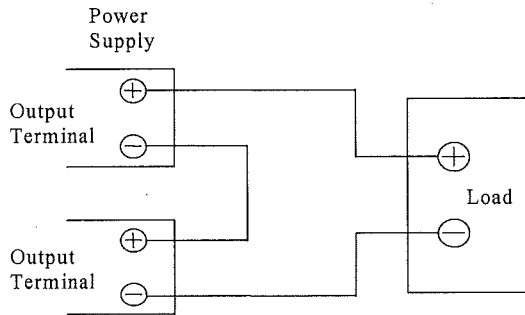 Power
Supply
+
Output
Terminal
−
+
Output
Terminal
−
+
Load
−